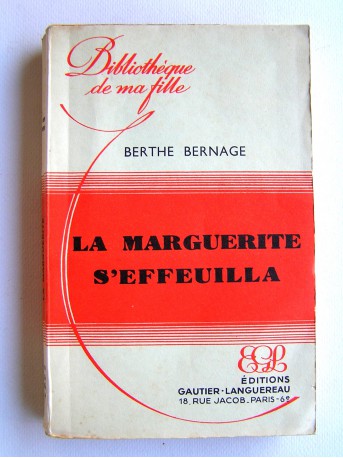 Bibliothèque
de ma fille
BERTHE BERNAGE
LA MARGUERITE
S'EFFEUILLA
EGL
ÉDITIONS
GAUTIER-LANGUEREAU
18, RUE JACOB-PARIS-6e